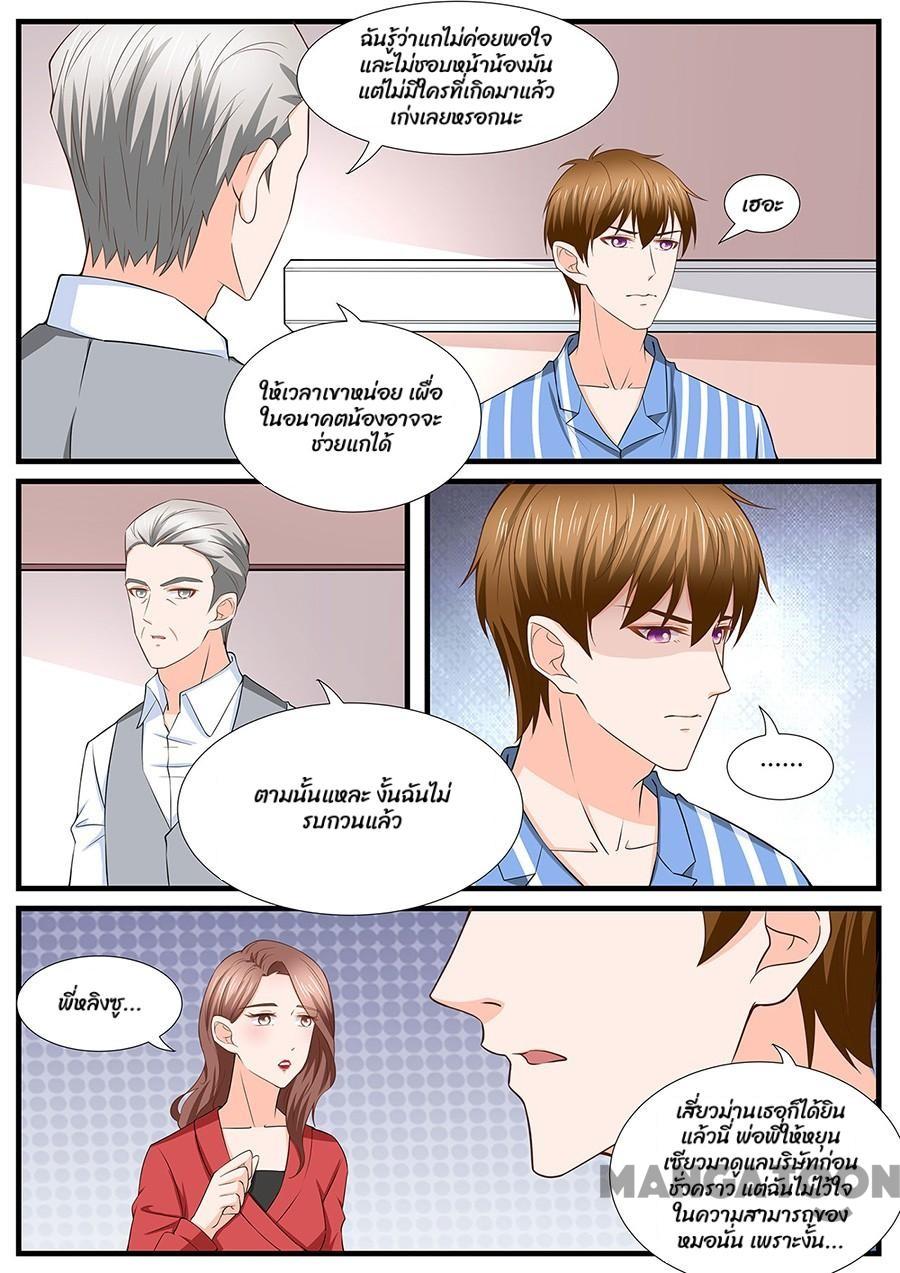 ฉันรู้ว่าแกไม่ค่อยพอใจ
และไม่ชอบหน้าน้องมัน
แต่ไม่มีใครที่เกิดมาแล้ว
เก่งเลยหรอกนะ
เฮอะ
ให้เวลาเขาหน่อย เผื่อ
ในอนาคตน้องอาจจะ
ช่วยแกได้
......
ตามนั้นแหละ งั้นฉันไม่
รบกวนแล้ว
พี่หลิงซู...
เสี่ยวม่านเธอก็ได้ยิน
แล้วนี่ พ่อพี่ให้หยุน
เซียวมาดูแลบริษัทก่อน
ชั่วคราว แต่ฉันไม่ไว้ใจ
ในความสามารถของ
หมอนั่น เพราะงั้น...
MANGATOON